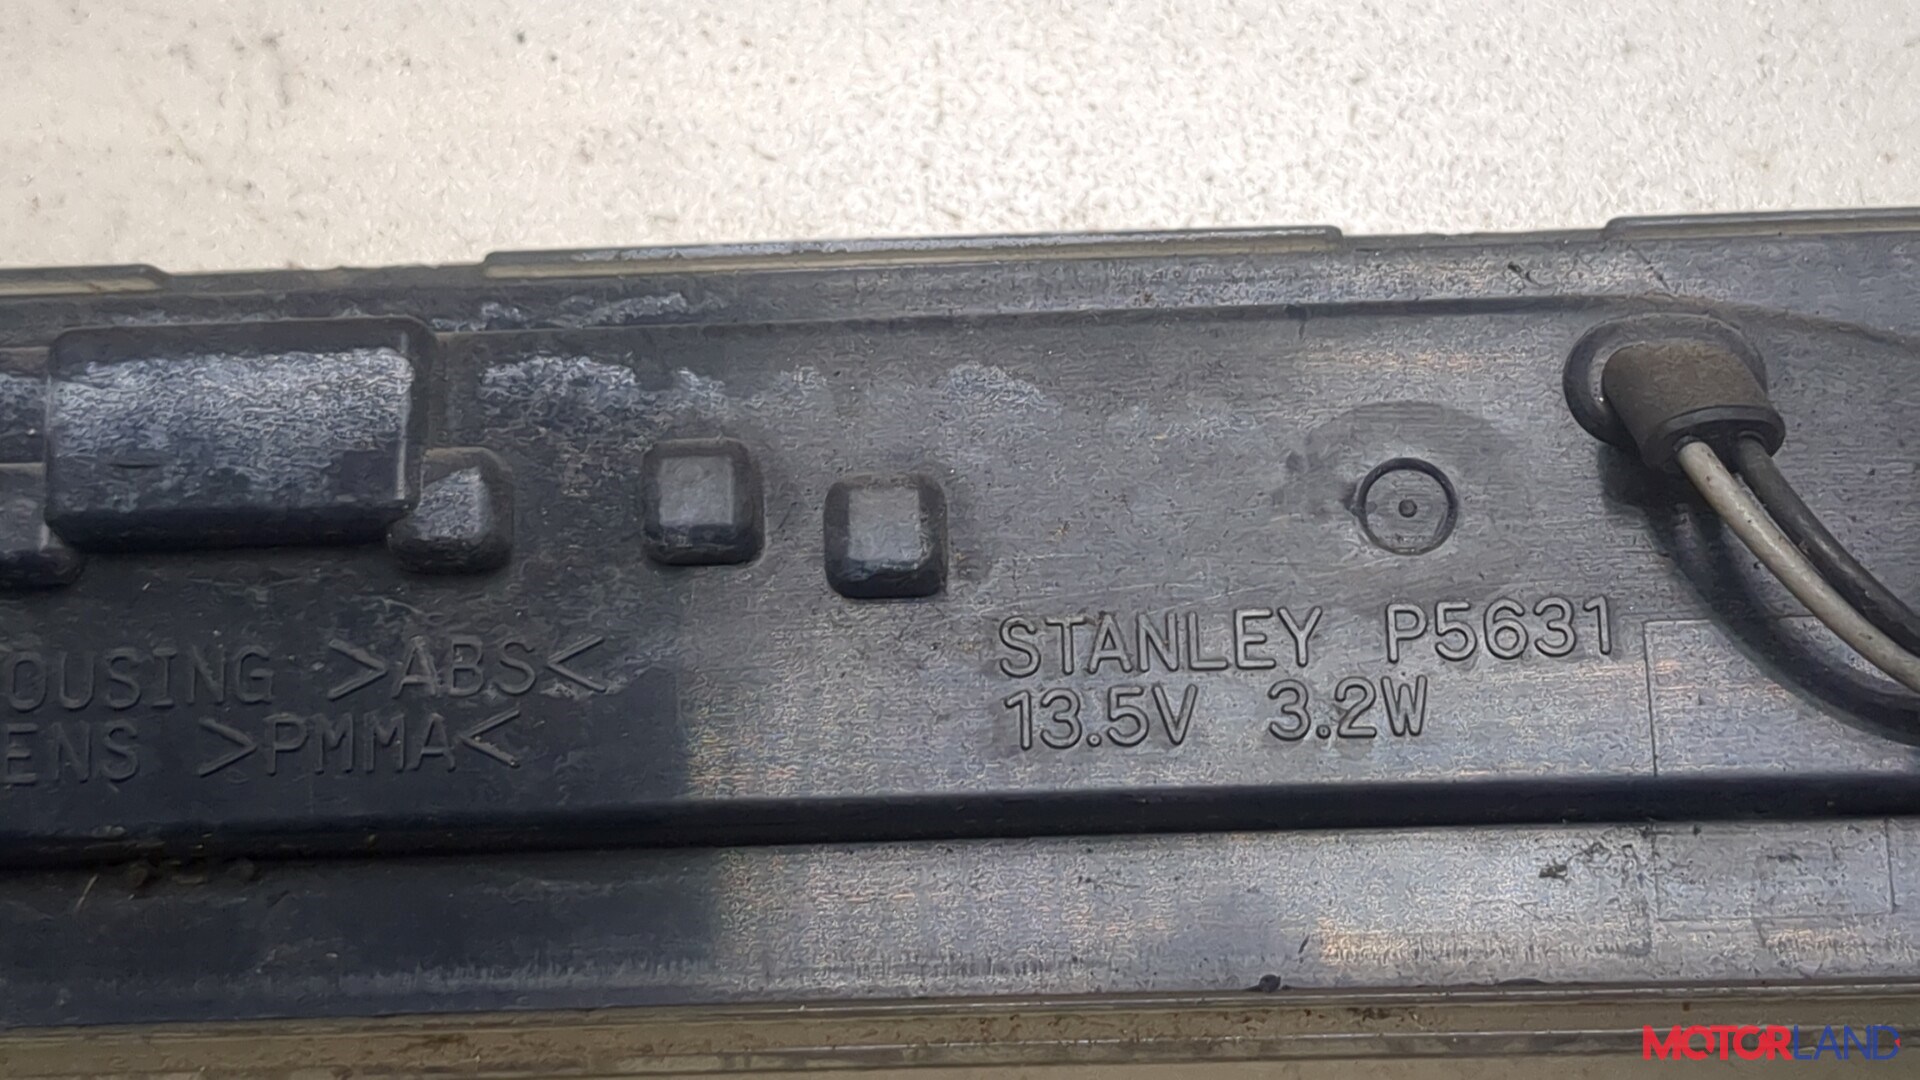 STANLEY P5631
13.5V 3.2W
OUSING >ABS<
ENS >PMMA<
MOTORLAND